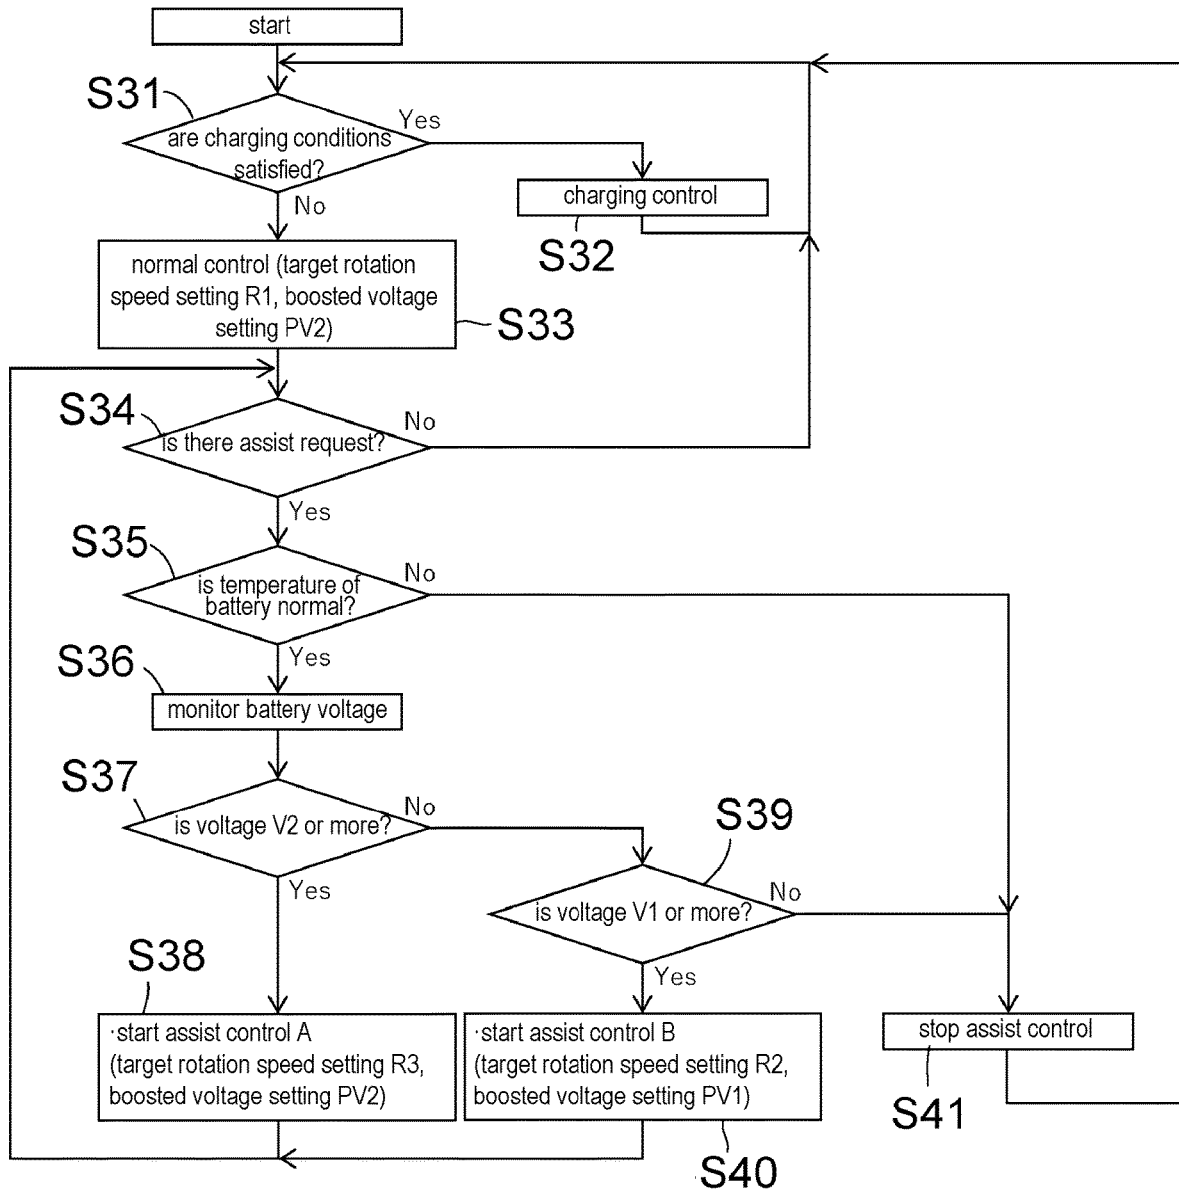 start
S31
Yes
are charging conditions
satisfied?
charging control
No
S32
normal control (target rotation
speed setting R1, boosted voltage
setting PV2)
S33
S34
No
is there assist request?
Yes
S35
No
is temperature of
battery normal?
Yes
S36
monitor battery voltage
S37
No
is voltage V2 or more?
S39
Yes
No
is voltage V1 or more?
Yes
S38
·start assist control A
(target rotation speed setting R3,
boosted voltage setting PV2)
·start assist control B
(target rotation speed setting R2,
boosted voltage setting PV1)
stop assist control
S41
S40